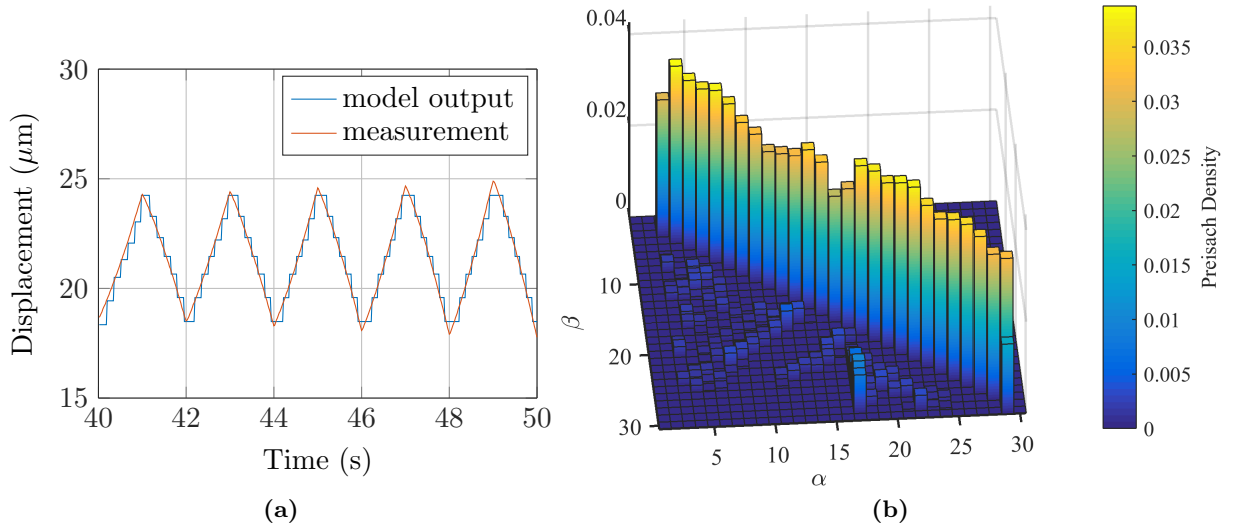 30
25
20
15
Displacement (μm)
40 42 44 46 48 50
Time (s)
model output
measurement
(a)
0.04
0.02
0
10
20
30
β
5 10 15 20 25 30
α
(b)
0.035
0.03
0.025
0.02
0.015
0.01
0.005
0
Preisach Density